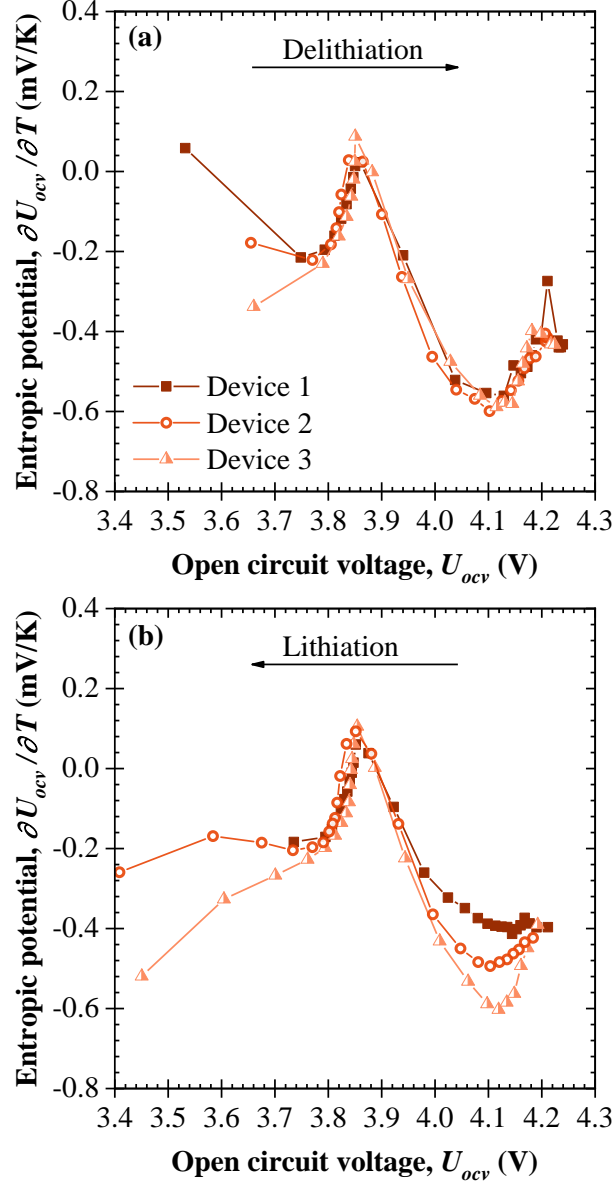 (a)
Delithiation
0.4
0.2
0.0
-0.2
-0.4
-0.6
-0.8
Entropic potential, ∂U_ocv/∂T (mV/K)
Device 1
Device 2
Device 3
3.4 3.5 3.6 3.7 3.8 3.9 4.0 4.1 4.2 4.3
Open circuit voltage, U_ocv (V)
(b)
Lithiation
0.4
0.2
0.0
-0.2
-0.4
-0.6
-0.8
Entropic potential, ∂U_ocv/∂T (mV/K)
3.4 3.5 3.6 3.7 3.8 3.9 4.0 4.1 4.2 4.3
Open circuit voltage, U_ocv (V)